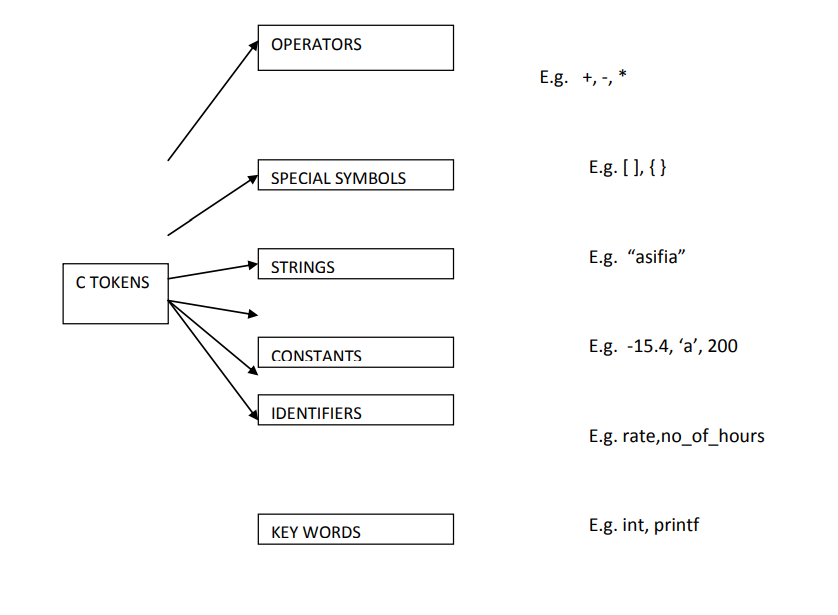 OPERATORS
E.g. +, -, *
SPECIAL SYMBOLS
E.g. [ ], { }
STRINGS
E.g. “asifia”
C TOKENS
CONSTANTS
E.g. -15.4, ‘a’, 200
IDENTIFIERS
E.g. rate,no_of_hours
KEY WORDS
E.g. int, printf